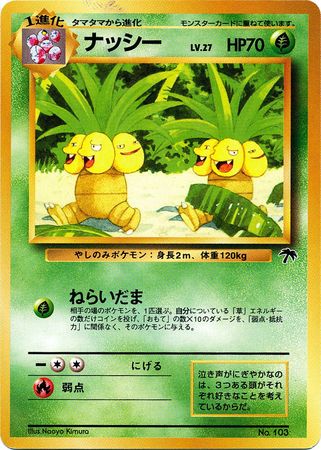 1進化
タマタマから進化
モンスターカードに重ねて使います。
ナッシー LV.27 HP70
やしのみポケモン:身長2m、体重120kg
ねらいだま
相手の場のポケモンを、1匹選ぶ。自分についている「草」エネルギー
の数だけコインを投げ、「おもて」の数×10のダメージを、「弱点・抵抗
力」に関係なく、そのポケモンに与える。
にげる
弱点
泣き声がにぎやかなの
は、3つある頭がそれ
ぞれ好きなことを考え
ているからだ。
Illus. Naoyo Kimura
No. 103